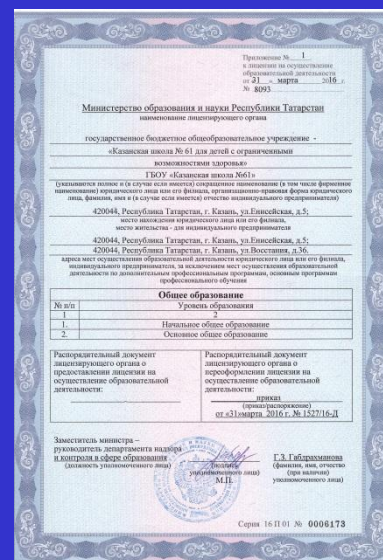 Приложение № 1
к лицензии на осуществление
образовательной деятельности
от 31 « марта 2016 г.
№ 8093
Министерство образования и науки Республики Татарстан
наименование лицензирующего органа
государственное бюджетное общеобразовательное учреждение -
«Казанская школа № 61 для детей с ограниченными
возможностями здоровья»
ГБОУ «Казанская школа №61»
(указываются полное и (в случае если имеется) сокращенное наименование (в том числе фирменное
наименование) юридического лица или его филиала, организационно-правовая форма юридического
лица, фамилия, имя и (в случае если имеется) отчество индивидуального предпринимателя)
420044, Республика Татарстан, г. Казань, ул.Енисейская, д.5;
место нахождения юридического лица или его филиала,
место жительства - для индивидуального предпринимателя
420044, Республика Татарстан, г. Казань, ул.Енисейская, д.5;
420044, Республика Татарстан, г. Казань, ул.Восстания, д.36.
адреса мест осуществления образовательной деятельности юридического лица или его филиала,
индивидуального предпринимателя, за исключением мест осуществления образовательной
деятельности по дополнительным профессиональным программам, основным программам
профессионального обучения
Общее образование
№ п/п Уровень образования
1 2
1. Начальное общее образование
2. Основное общее образование
Распорядительный документ
лицензирующего органа о
предоставлении лицензии на
осуществление образовательной
деятельности:
Распорядительный документ
лицензирующего органа о
переоформлении лицензии на
осуществление образовательной
деятельности:
приказ
(приказ/распоряжение)
от «31»марта 2016 г. № 1527/16-Д
Заместитель министра –
руководитель департамента надзора
и контроля в сфере образования
(должность уполномоченного лица)
(подпись
уполномоченного лица)
М.П.
Г.З. Габдрахманова
(фамилия, имя, отчество
(при наличии)
уполномоченного лица)
Серия 16 П 01 № 0006173